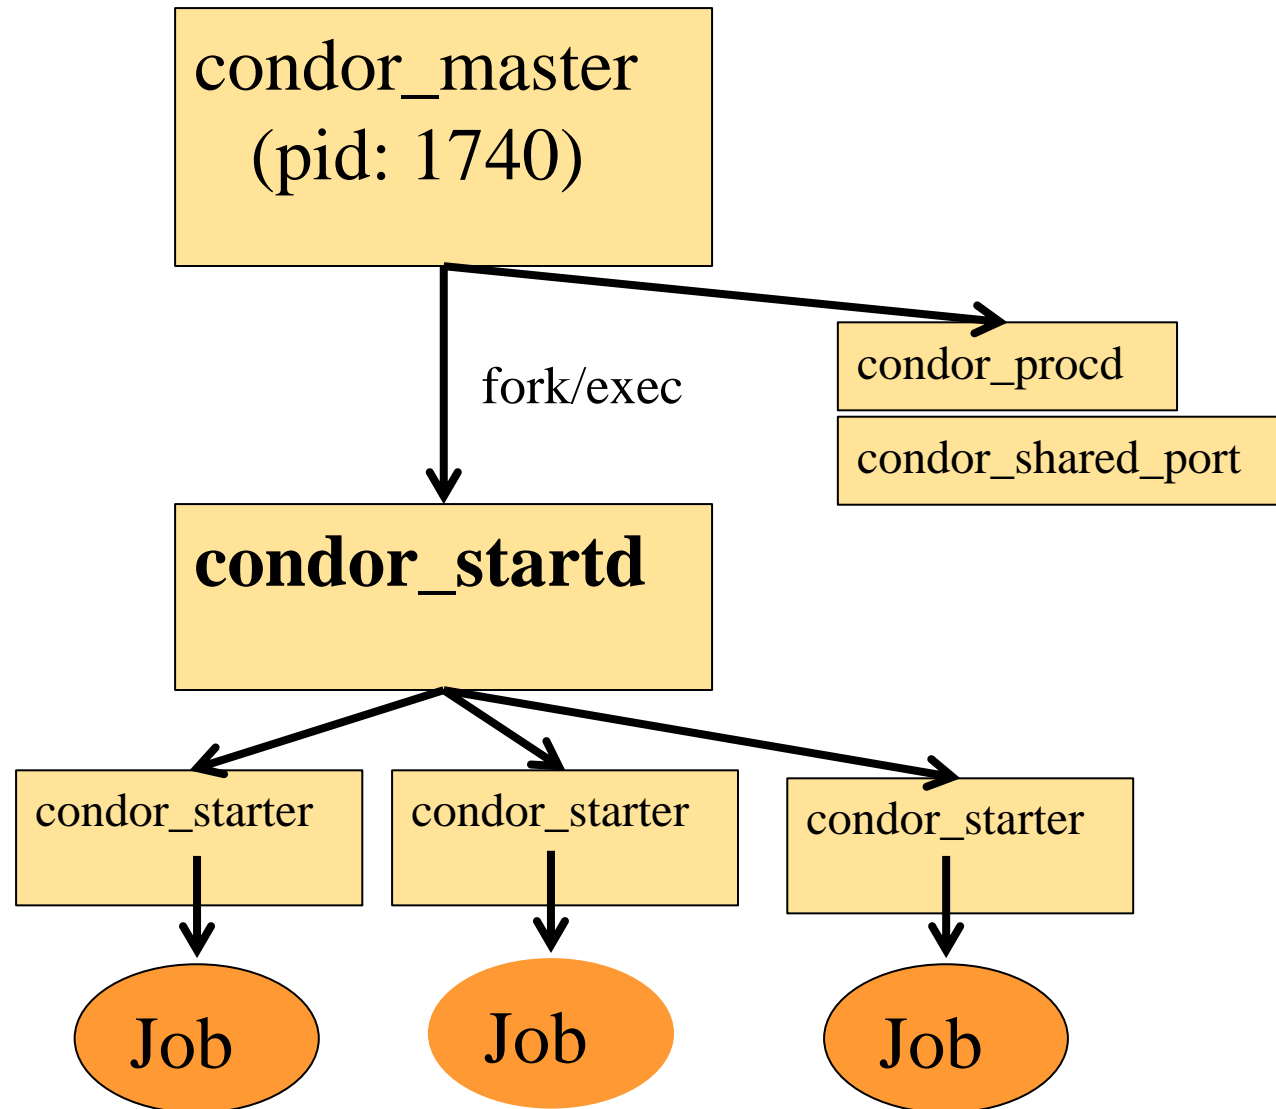 condor_master
(pid: 1740)
condor_procd
fork/exec
condor_shared_port
condor_startd
condor_starter
condor_starter
condor_starter
Job
Job
Job